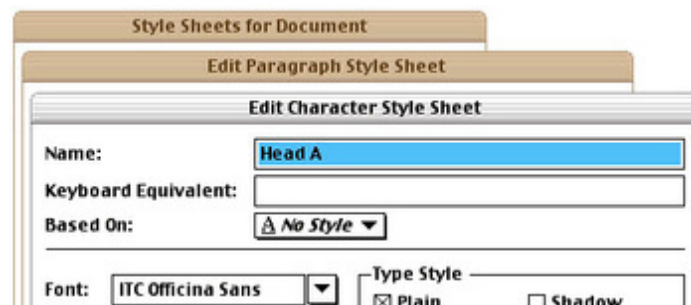 Style Sheets for Document
Edit Paragraph Style Sheet
Edit Character Style Sheet
Name: Head A
Keyboard Equivalent:
Based On: A No Style
Font: ITC Officina Sans
Type Style
Plain Shadow